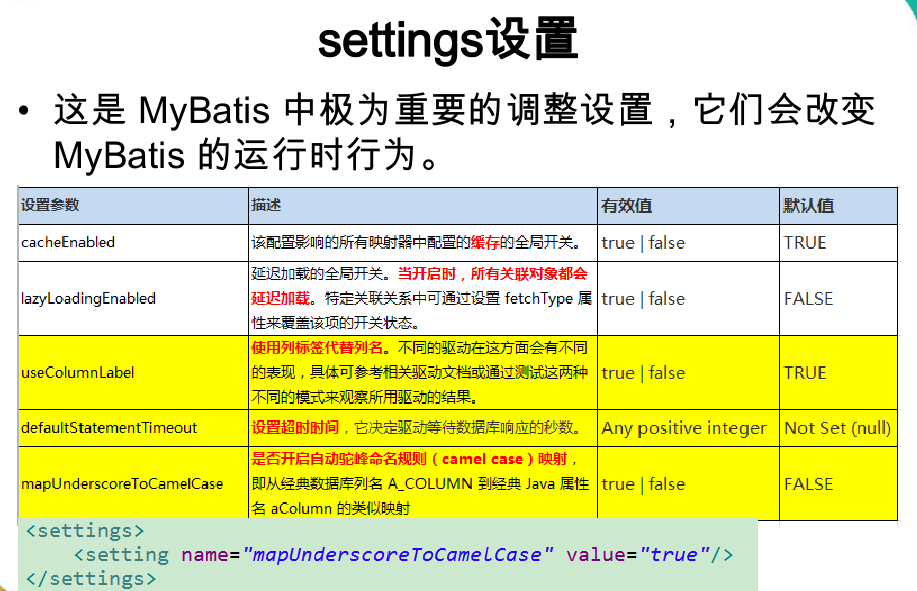 settings设置
• 这是 MyBatis 中极为重要的调整设置，它们会改变
MyBatis 的运行时行为。
设置参数 描述 有效值 默认值
cacheEnabled 该配置影响的所有映射器中配置的缓存的全局开关。 true | false TRUE
延迟加载的全局开关。当开启时，所有关联对象都会
lazyLoadingEnabled 延迟加载。特定关联关系中可通过设置 fetchType 属 true | false FALSE
性来覆盖该项的开关状态。
使用列标签代替列名。不同的驱动在这方面会有不同
useColumnLabel 的表现，具体可参考相关驱动文档或通过测试这两种 true | false TRUE
不同的模式来观察所用驱动的结果。
defaultStatementTimeout 设置超时时间，它决定驱动等待数据库响应的秒数。 Any positive integer Not Set (null)
是否开启自动驼峰命名规则（camel case）映射，
mapUnderscoreToCamelCase 即从经典数据库列名 A_COLUMN 到经典 Java 属性 true | false FALSE
名 aColumn 的类似映射
<settings>
<setting name="mapUnderscoreToCamelCase" value="true"/>
</settings>